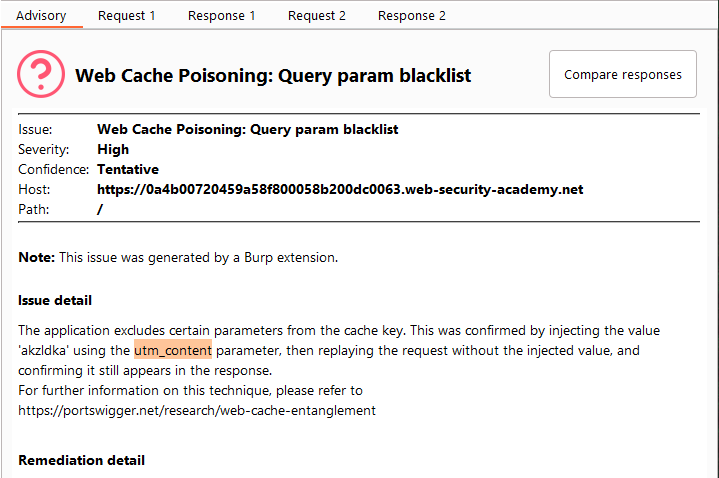 Advisory Request 1 Response 1 Request 2 Response 2
Web Cache Poisoning: Query param blacklist
Compare responses
Issue: Web Cache Poisoning: Query param blacklist
Severity: High
Confidence: Tentative
Host: https://0a4b00720459a58f800058b200dc0063.web-security-academy.net
Path: /
Note: This issue was generated by a Burp extension.
Issue detail
The application excludes certain parameters from the cache key. This was confirmed by injecting the value
'akzldka' using the utm_content parameter, then replaying the request without the injected value, and
confirming it still appears in the response.
For further information on this technique, please refer to
https://portswigger.net/research/web-cache-entanglement
Remediation detail